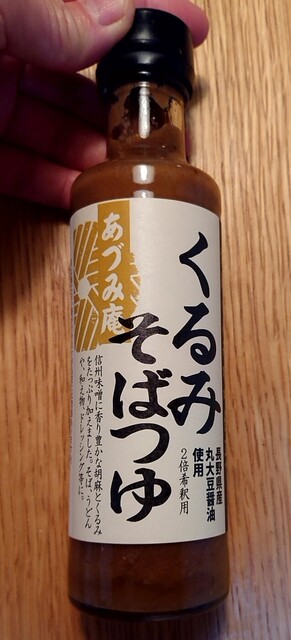 くるみ
そばつゆ
長野県産
丸大豆醤油
使用
2倍希釈用
あづみ庵
信州味噌に香り豊かな胡麻とくるみ
をたっぷり加えました。そば、うどん
や、和え物、ドレッシング等に。